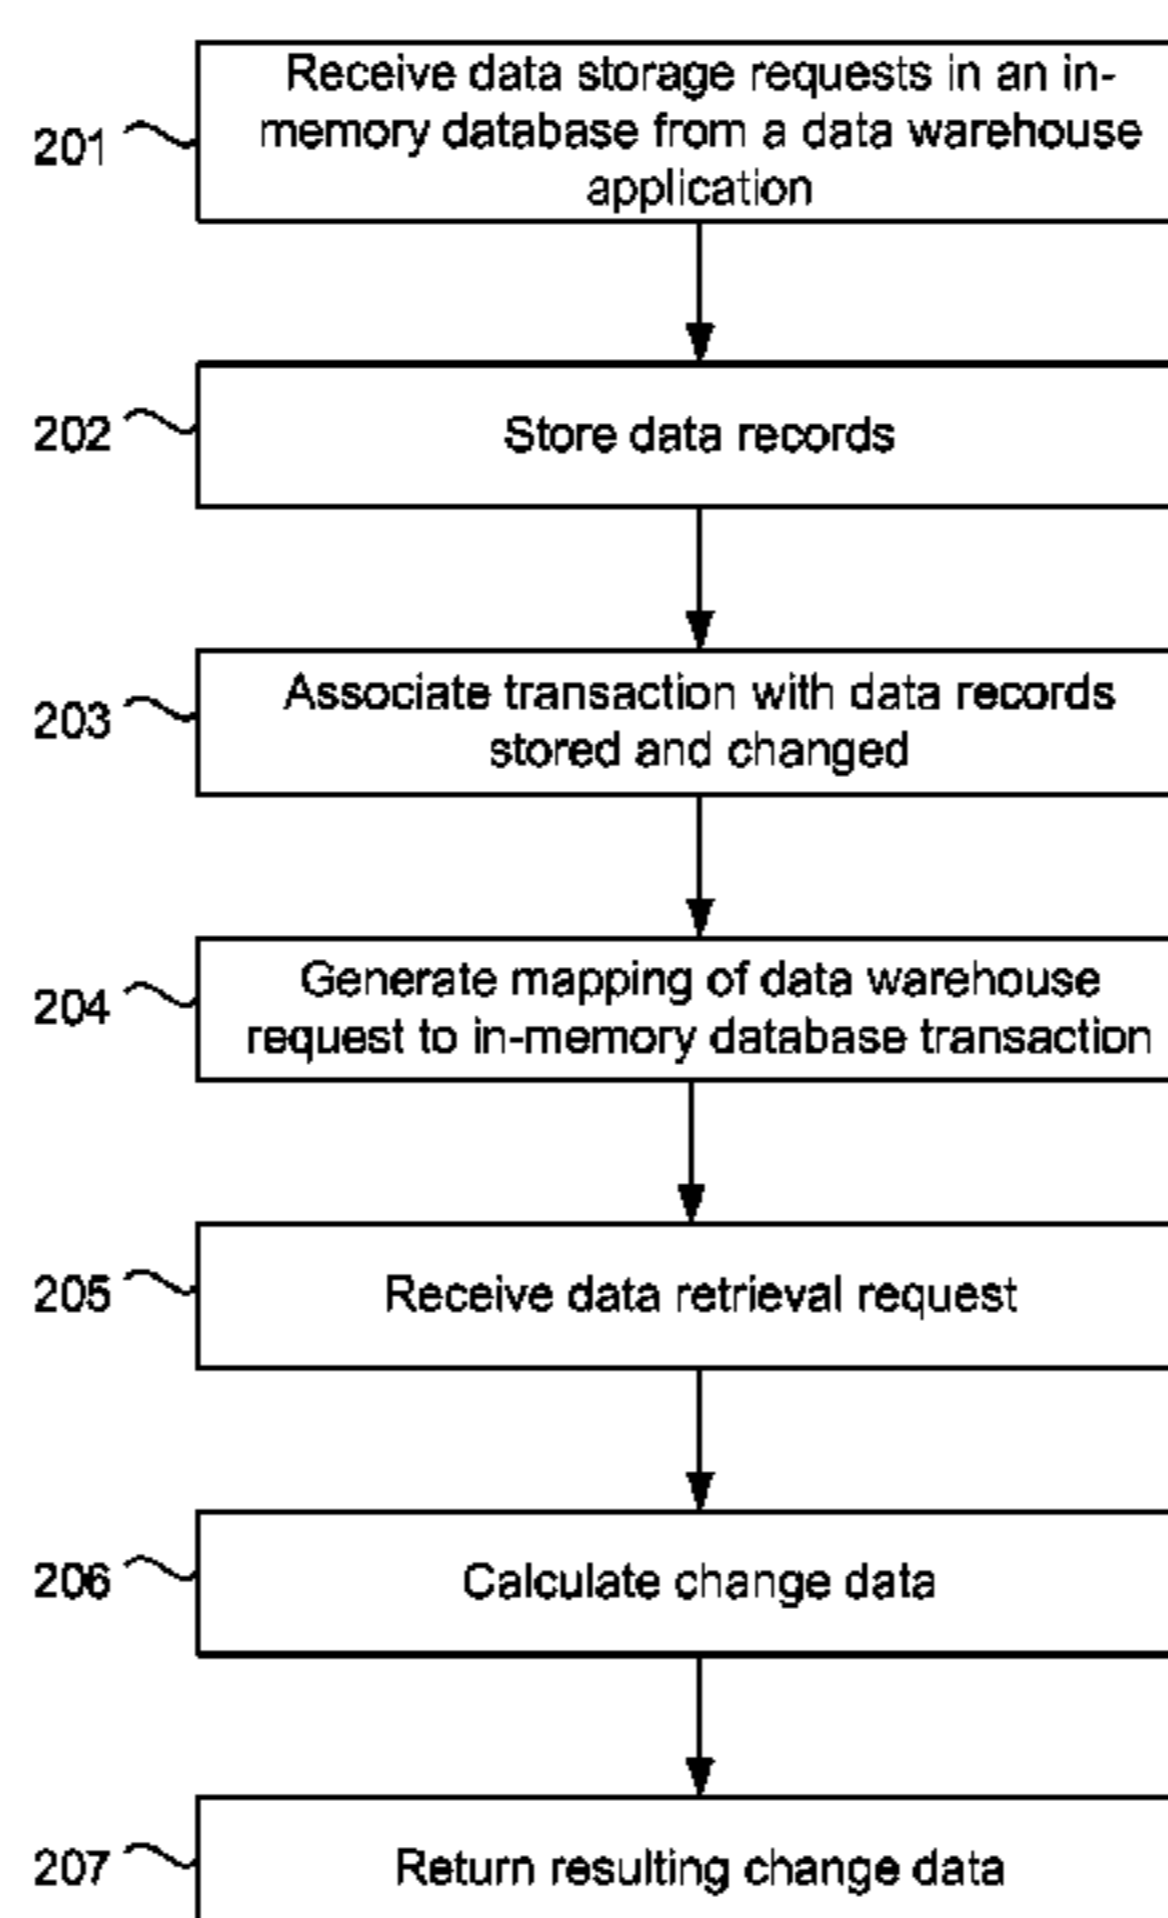 Receive data storage requests in an in-
201
memory database from a data warehouse
application
202
Store data records
Associate transaction with data records
203
stored and changed
Generate mapping of data warehouse
204
request to in-memory database transaction
205
Receive data retrieval request
206
Calculate change data
207
Return resulting change data